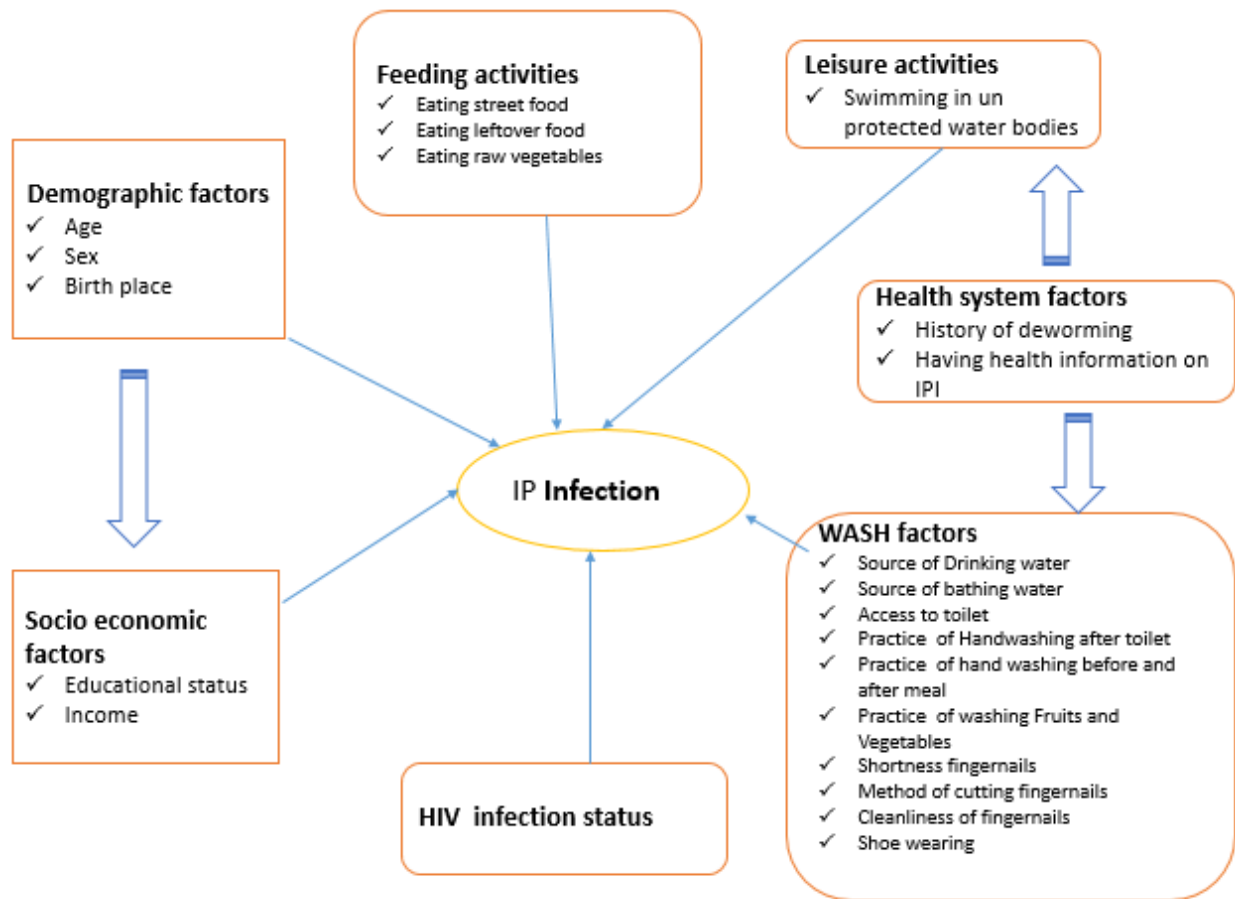 Feeding activities
✓ Eating street food
✓ Eating leftover food
✓ Eating raw vegetables
Leisure activities
✓ Swimming in un
protected water bodies
Demographic factors
✓ Age
✓ Sex
✓ Birth place
Health system factors
✓ History of deworming
✓ Having health information on
IPI
IP Infection
WASH factors
✓ Source of Drinking water
✓ Source of bathing water
✓ Access to toilet
✓ Practice of Handwashing after toilet
✓ Practice of hand washing before and
after meal
✓ Practice of washing Fruits and
Vegetables
✓ Shortness fingernails
✓ Method of cutting fingernails
✓ Cleanliness of fingernails
✓ Shoe wearing
Socio economic
factors
✓ Educational status
✓ Income
HIV infection status